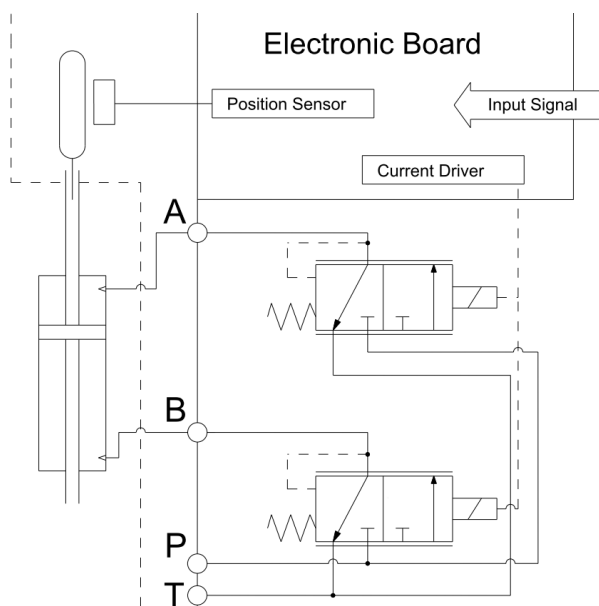 Electronic Board
Position Sensor
Input Signal
Current Driver
A
B
P
T